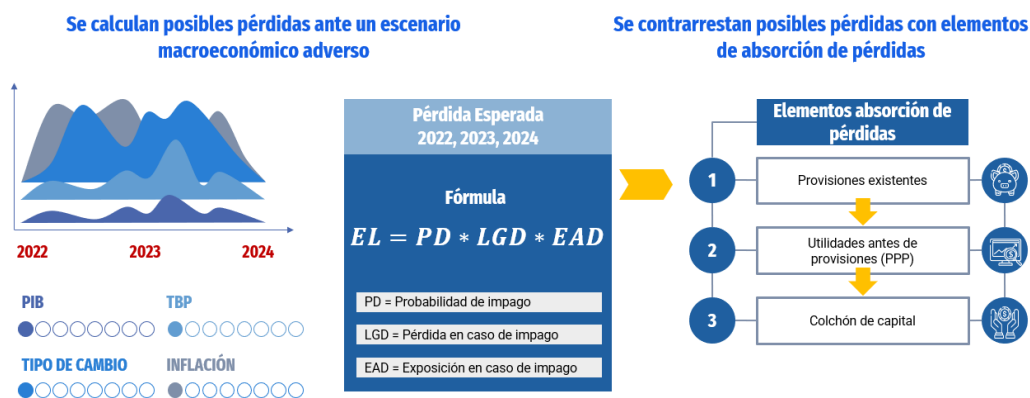 Se calculan posibles pérdidas ante un escenario
macroeconómico adverso
2022
2023
2024
PIB
TBP
TIPO DE CAMBIO
INFLACIÓN
Pérdida Esperada
2022, 2023, 2024
Fórmula
EL = PD * LGD * EAD
PD = Probabilidad de impago
LGD = Pérdida en caso de impago
EAD = Exposición en caso de impago
Se contrarrestan posibles pérdidas con elementos
de absorción de pérdidas
Elementos absorción de
pérdidas
1
Provisiones existentes
2
Utilidades antes de
provisiones (PPP)
3
Colchón de capital